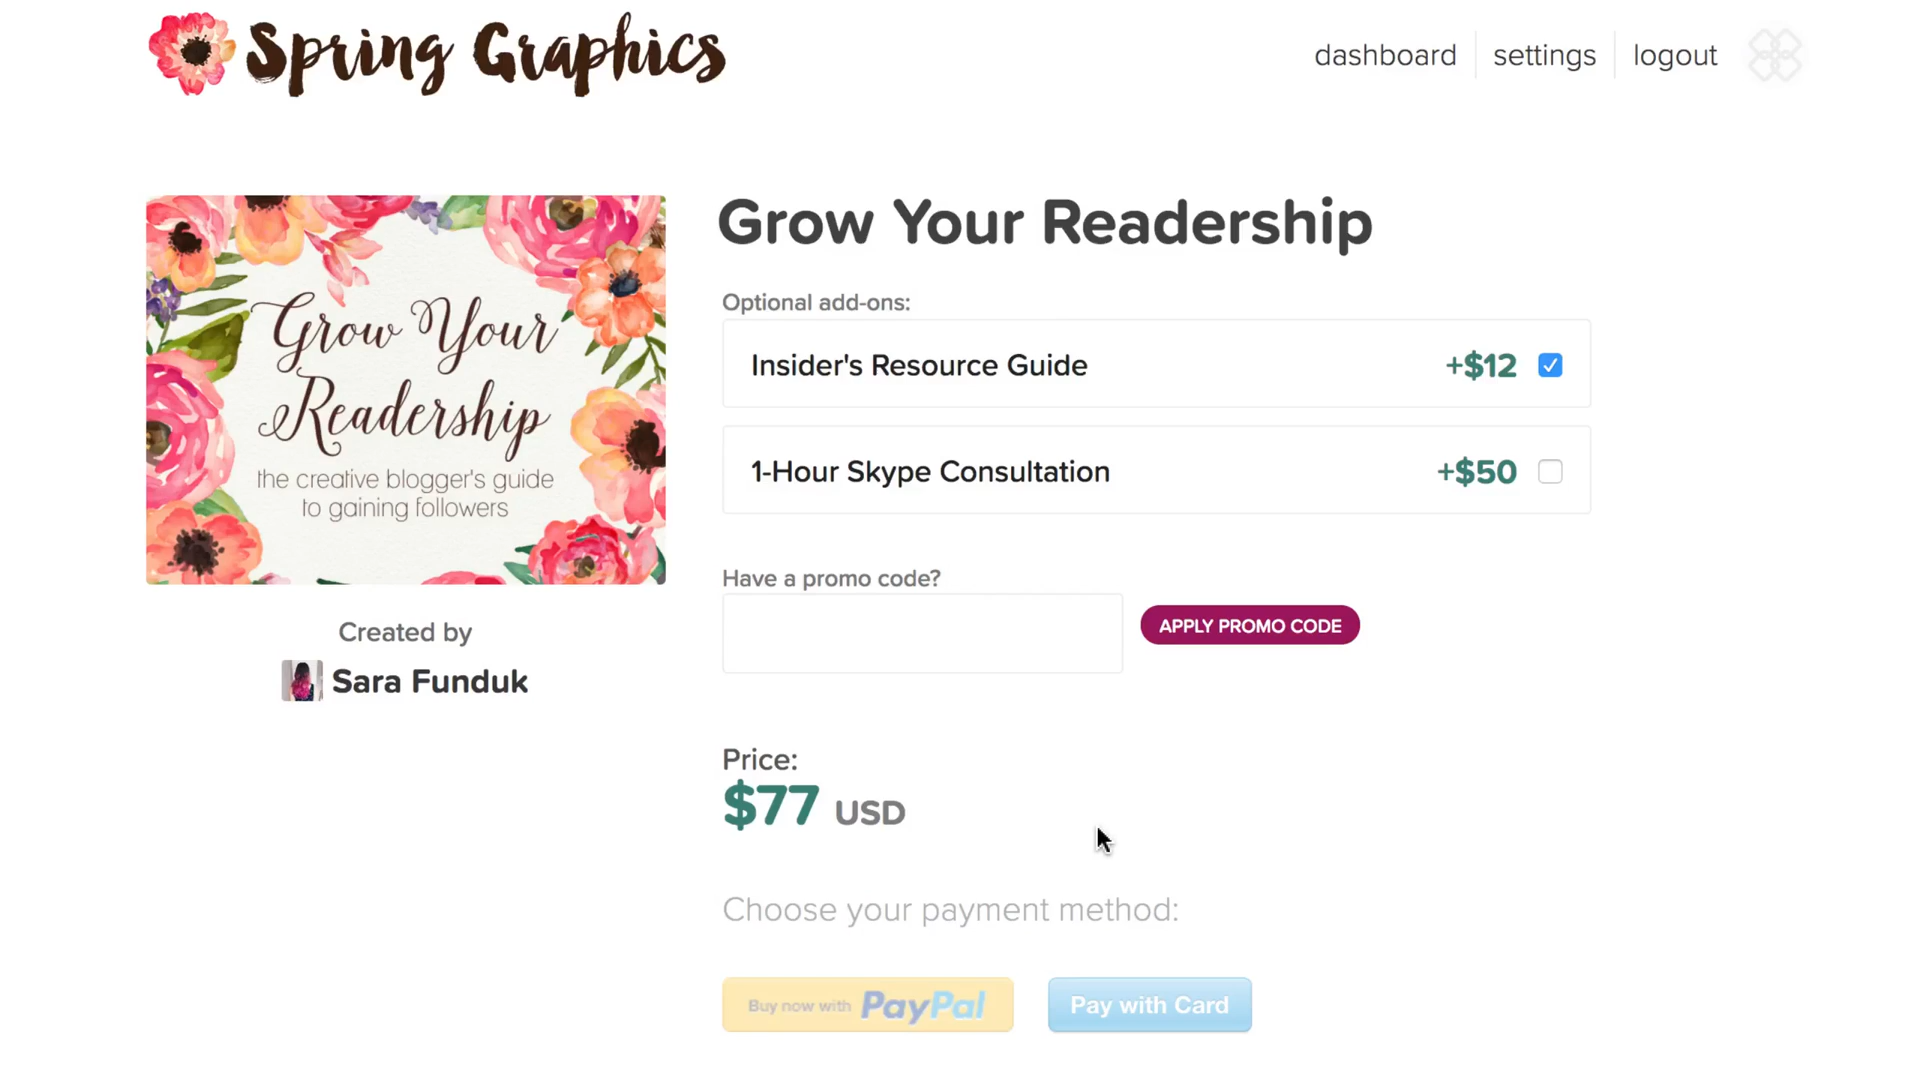 Spring Graphics
dashboard
settings
logout
Grow Your
Readership
the creative blogger's guide
to gaining followers
Created by
Sara Funduk
Grow Your Readership
Optional add-ons:
Insider's Resource Guide +$12
1-Hour Skype Consultation +$50
Have a promo code?
APPLY PROMO CODE
Price:
$77 USD
Choose your payment method:
Buy now with PayPal
Pay with Card